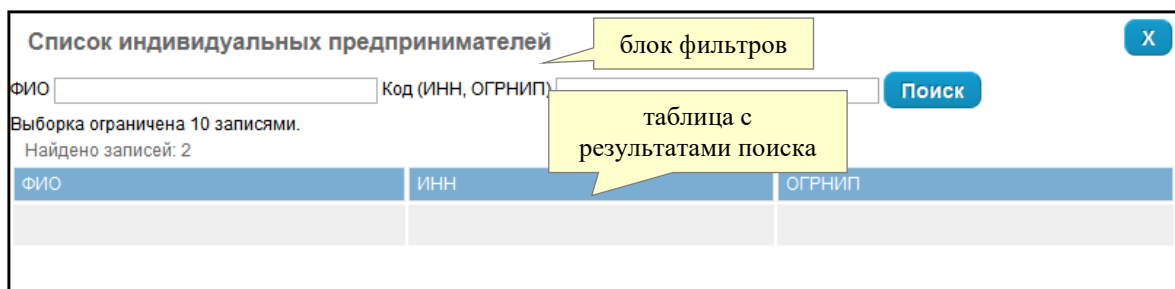 Список индивидуальных предпринимателей
блок фильтров
X
ФИО
Код (ИНН, ОГРНИП)
Поиск
Выборка ограничена 10 записями.
таблица с
результатами поиска
Найдено записей: 2
ФИО
ИНН
ОГРНИП